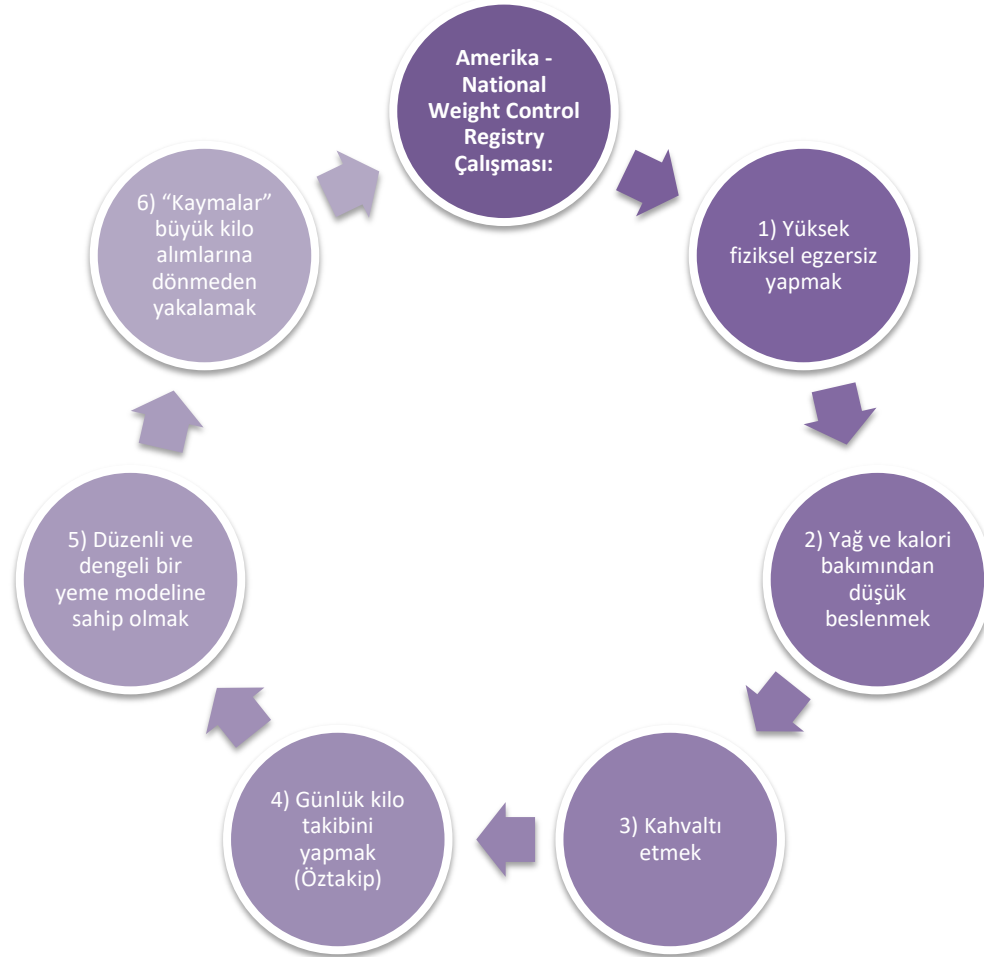 Amerika -
National
Weight Control
Registry
Çalışması:
1) Yüksek
fiziksel egzersiz
yapmak
2) Yağ ve kalori
bakımından
düşük
beslenmek
3) Kahvaltı
etmek
4) Günlük kilo
takibini
yapmak
(Öztakip)
5) Düzenli ve
dengeli bir
yeme modeline
sahip olmak
6) “Kaymalar”
büyük kilo
alımlarına
dönmeden
yakalamak